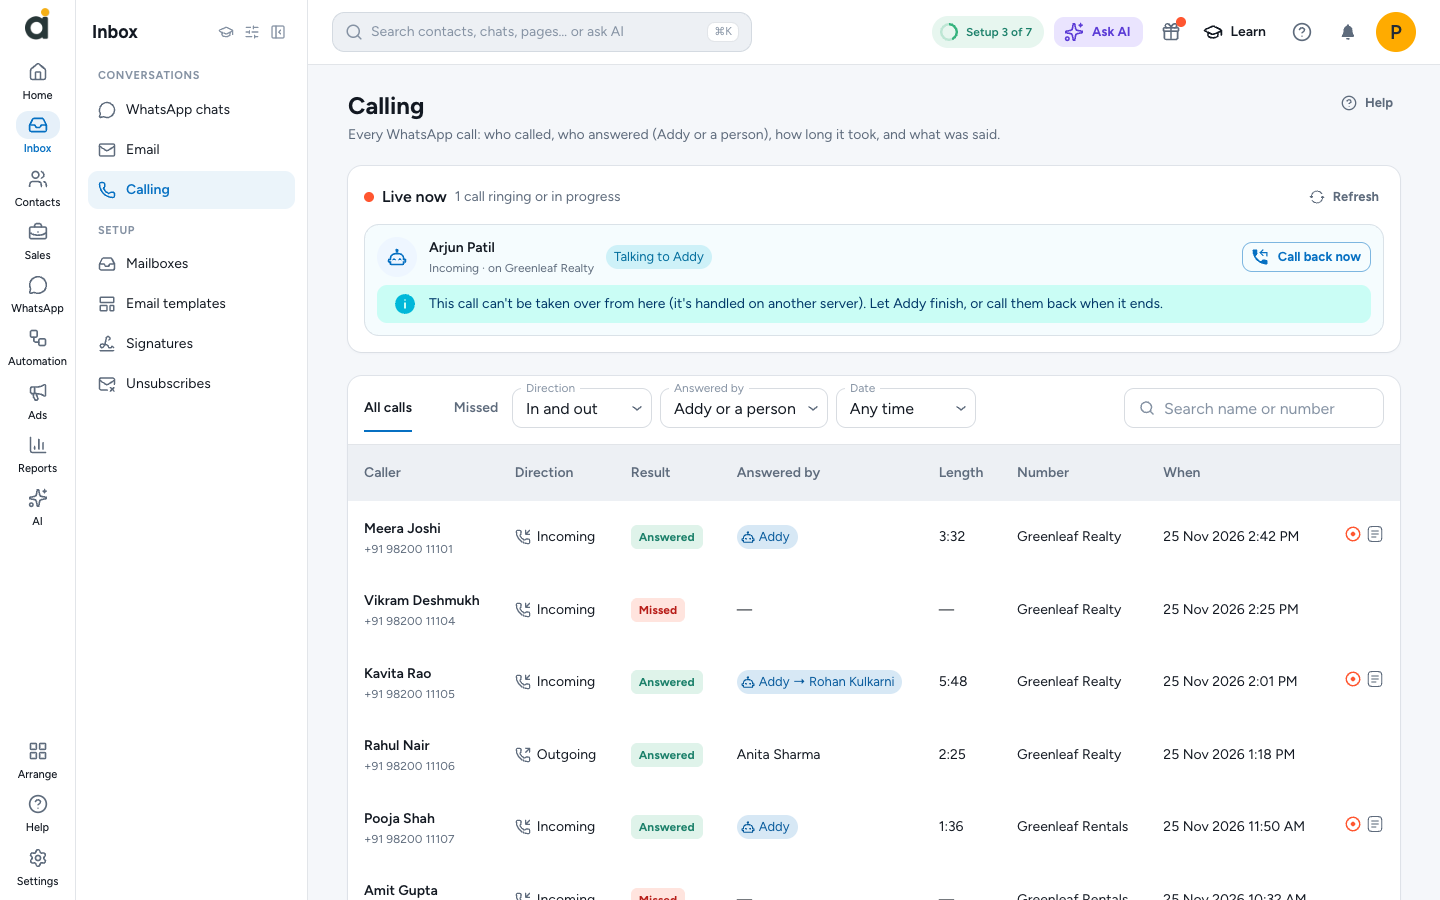 Home
Inbox
Contacts
Sales
WhatsApp
Automation
Ads
Reports
AI
Arrange
Help
Settings
Inbox
CONVERSATIONS
WhatsApp chats
Email
Calling
SETUP
Mailboxes
Email templates
Signatures
Unsubscribes
Search contacts, chats, pages... or ask AI
⌘K
Setup 3 of 7
Ask AI
Learn
P
Calling
Help
Every WhatsApp call: who called, who answered (Addy or a person), how long it took, and what was said.
Live now 1 call ringing or in progress
Refresh
Arjun Patil
Incoming · on Greenleaf Realty
Talking to Addy
Call back now
This call can't be taken over from here (it's handled on another server). Let Addy finish, or call them back when it ends.
All calls
Missed
Direction
In and out
Answered by
Addy or a person
Date
Any time
Search name or number
Caller Direction Result Answered by Length Number When
Meera Joshi
+91 98200 11101
Incoming Answered Addy 3:32 Greenleaf Realty 25 Nov 2026 2:42 PM
Vikram Deshmukh
+91 98200 11104
Incoming Missed — — Greenleaf Realty 25 Nov 2026 2:25 PM
Kavita Rao
+91 98200 11105
Incoming Answered Addy → Rohan Kulkarni 5:48 Greenleaf Realty 25 Nov 2026 2:01 PM
Rahul Nair
+91 98200 11106
Outgoing Answered Anita Sharma 2:25 Greenleaf Realty 25 Nov 2026 1:18 PM
Pooja Shah
+91 98200 11107
Incoming Answered Addy 1:36 Greenleaf Rentals 25 Nov 2026 11:50 AM
Amit Gupta
Incoming Missed — — Greenleaf Rentals 25 Nov 2026 10:32 AM